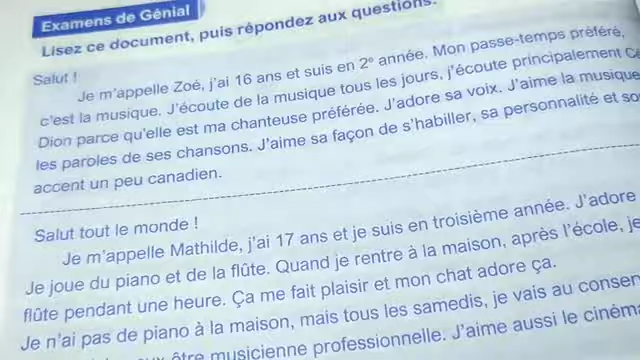 Examens de Génial
Lisez ce document, puis répondez aux questions.
Salut !
Je m'appelle Zoé, j'ai 16 ans et suis en 2e année. Mon passe-temps préféré,
c'est la musique. J'écoute de la musique tous les jours, j'écoute principalement
Dion parce qu'elle est ma chanteuse préférée. J'adore sa voix. J'aime la musique
les paroles de ses chansons. J'aime sa façon de s'habiller, sa personnalité et
accent un peu canadien.
Salut tout le monde !
Je m'appelle Mathilde, j'ai 17 ans et je suis en troisième année. J'adore
Je joue du piano et de la flûte. Quand je rentre à la maison, après l'école, je
flûte pendant une heure. Ça me fait plaisir et mon chat adore ça.
Je n'ai pas de piano à la maison, mais tous les samedis, je vais au
être musicienne professionnelle. J'aime aussi le